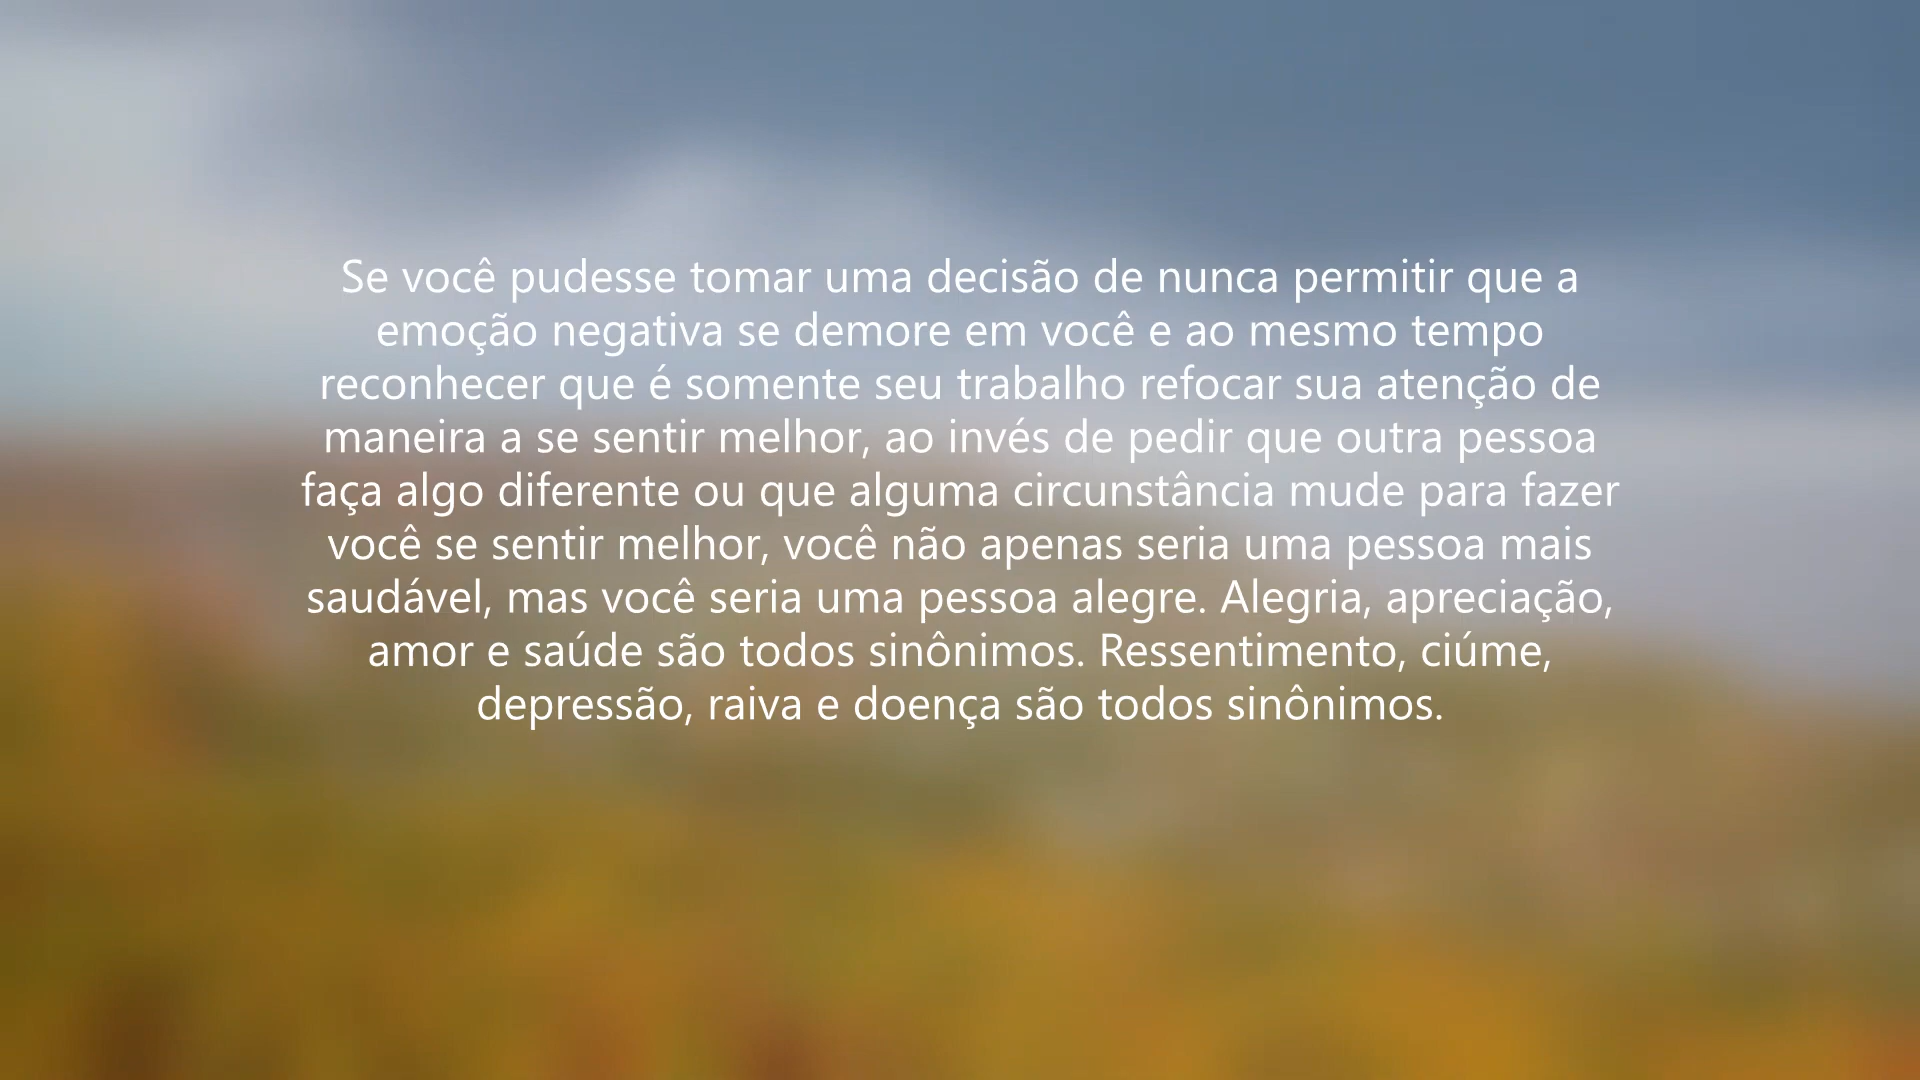 Se você pudesse tomar uma decisão de nunca permitir que a
emoção negativa se demore em você e ao mesmo tempo
reconhecer que é somente seu trabalho refocar sua atenção de
maneira a se sentir melhor, ao invés de pedir que outra pessoa
faça algo diferente ou que alguma circunstância mude para fazer
você se sentir melhor, você não apenas seria uma pessoa mais
saudável, mas você seria uma pessoa alegre. Alegria, apreciação,
amor e saúde são todos sinônimos. Ressentimento, ciúme,
depressão, raiva e doença são todos sinônimos.